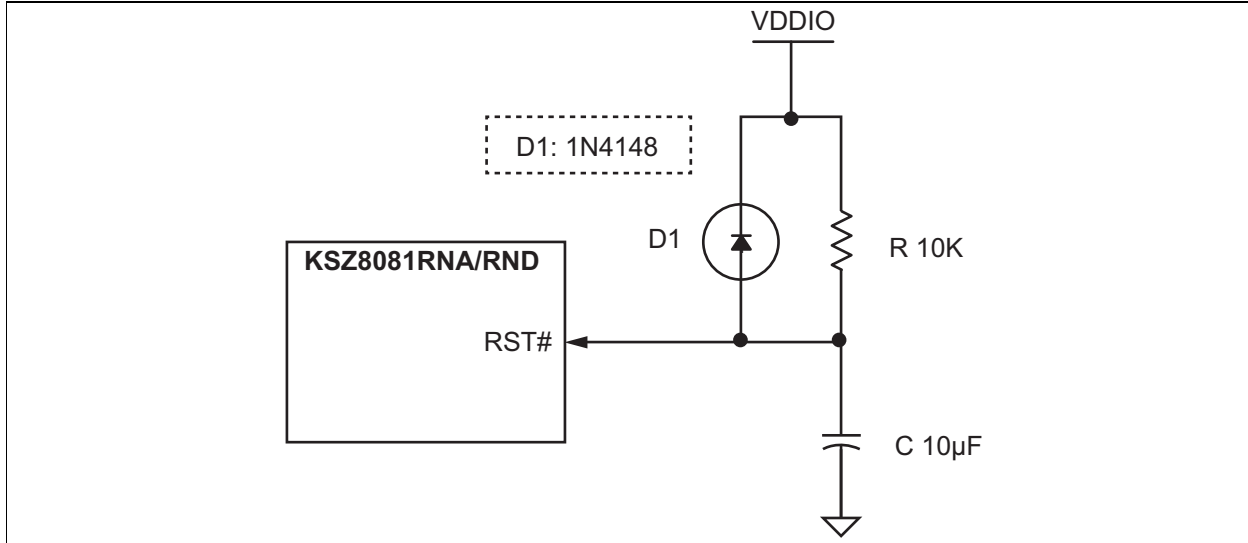 VDDIO
D1: 1N4148
D1
R 10K
KSZ8081RNA/RND
RST#
C 10µF